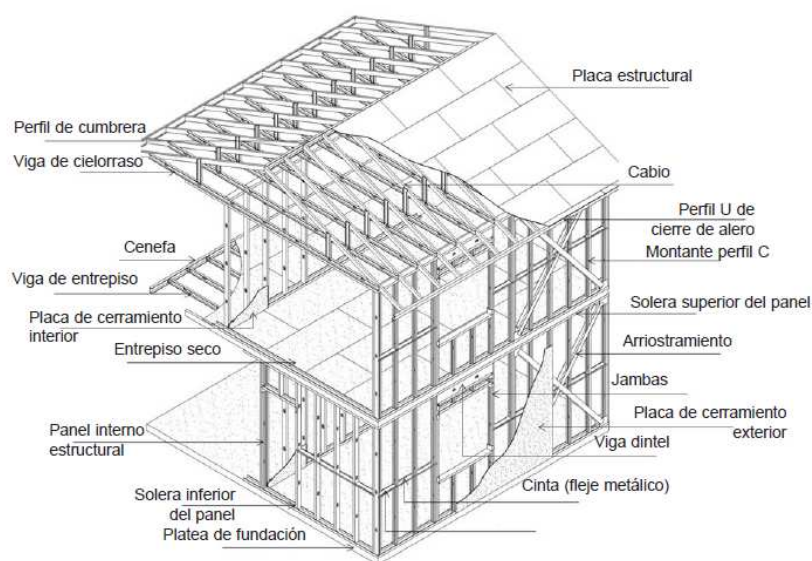 Placa estructural
Perfil de cumbrera
Viga de cielorraso
Cabio
Perfil U de
cierre de alero
Cenefa
Montante perfil C
Viga de entrepiso
Solera superior del panel
Placa de cerramiento
interior
Arriostramiento
Entrepiso seco
Jambas
Placa de cerramiento
exterior
Panel interno
estructural
Viga dintel
Cinta (fleje metálico)
Solera inferior
del panel
Platea de fundación